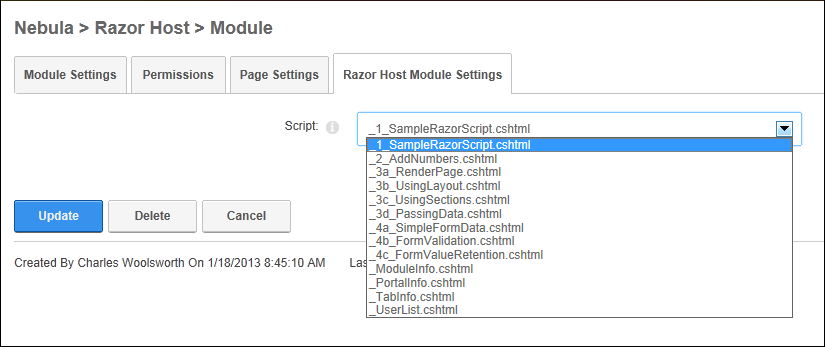 Nebula > Razor Host > Module
Module Settings Permissions Page Settings Razor Host Module Settings
Script: i _1_SampleRazorScript.cshtml
_1_SampleRazorScript.cshtml
_2_AddNumbers.cshtml
_3a_RenderPage.cshtml
_3b_UsingLayout.cshtml
_3c_UsingSections.cshtml
_3d_PassingData.cshtml
_4a_SimpleFormData.cshtml
_4b_FormValidation.cshtml
_4c_FormValueRetention.cshtml
_ModuleInfo.cshtml
_PortalInfo.cshtml
_TabInfo.cshtml
_UserList.cshtml
Update Delete Cancel
Created By Charles Woolsworth On 1/18/2013 8:45:10 AM